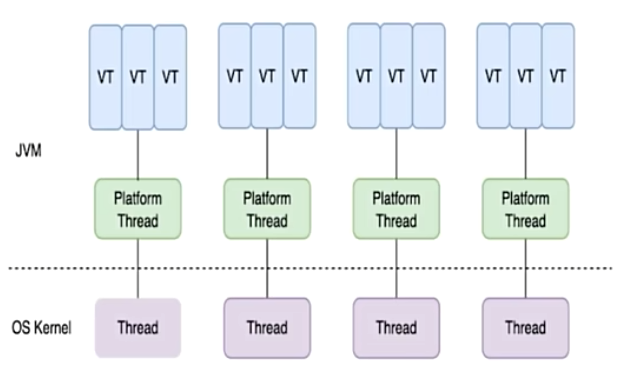 VT VT VT VT VT VT VT VT VT VT VT VT
JVM
Platform Platform Platform Platform
Thread Thread Thread Thread
OS Kernel Thread Thread Thread Thread